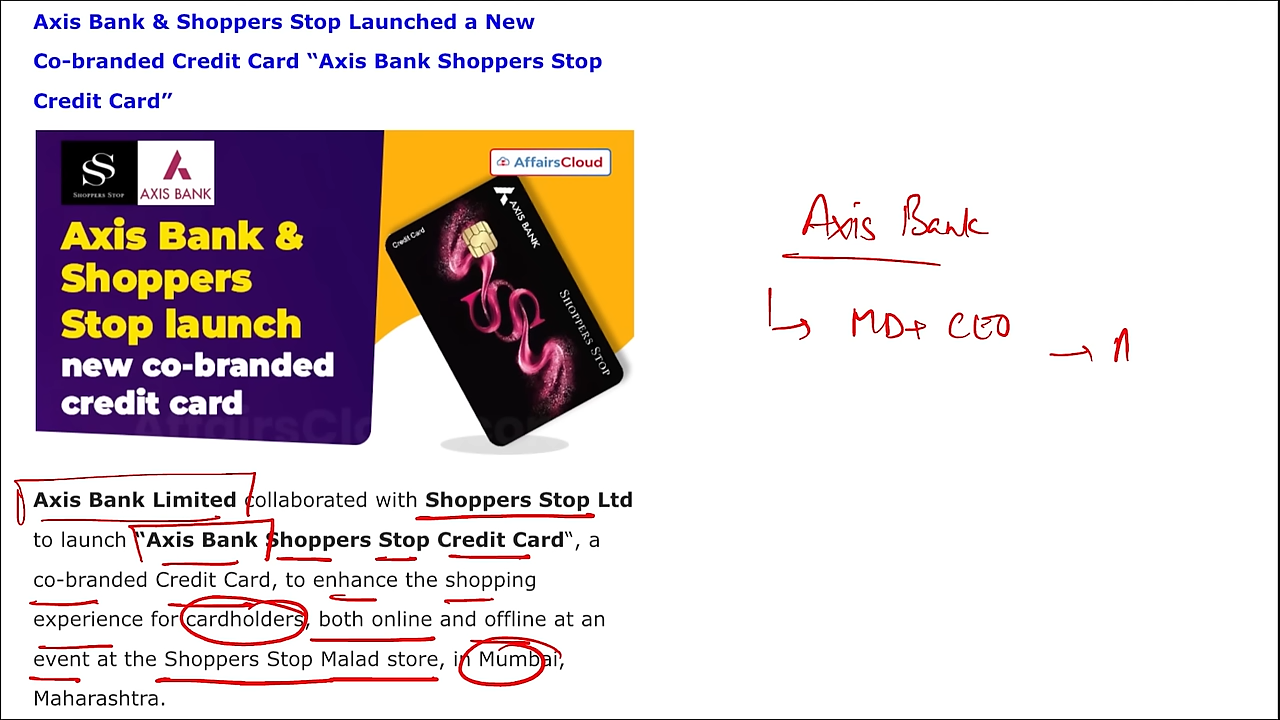 Axis Bank & Shoppers Stop Launched a New
Co-branded Credit Card “Axis Bank Shoppers Stop
Credit Card”
SS
SHOPPERS STOP
AXIS BANK
AffairsCloud
Axis Bank &
Shoppers
Stop launch
new co-branded
credit card
Credit Card
AXIS BANK
SHOPPERS STOP
Axis Bank Limited collaborated with Shoppers Stop Ltd
to launch “Axis Bank Shoppers Stop Credit Card“, a
co-branded Credit Card, to enhance the shopping
experience for cardholders, both online and offline at an
event at the Shoppers Stop Malad store, in Mumbai,
Maharashtra.
Axis Bank
MD+ CEO